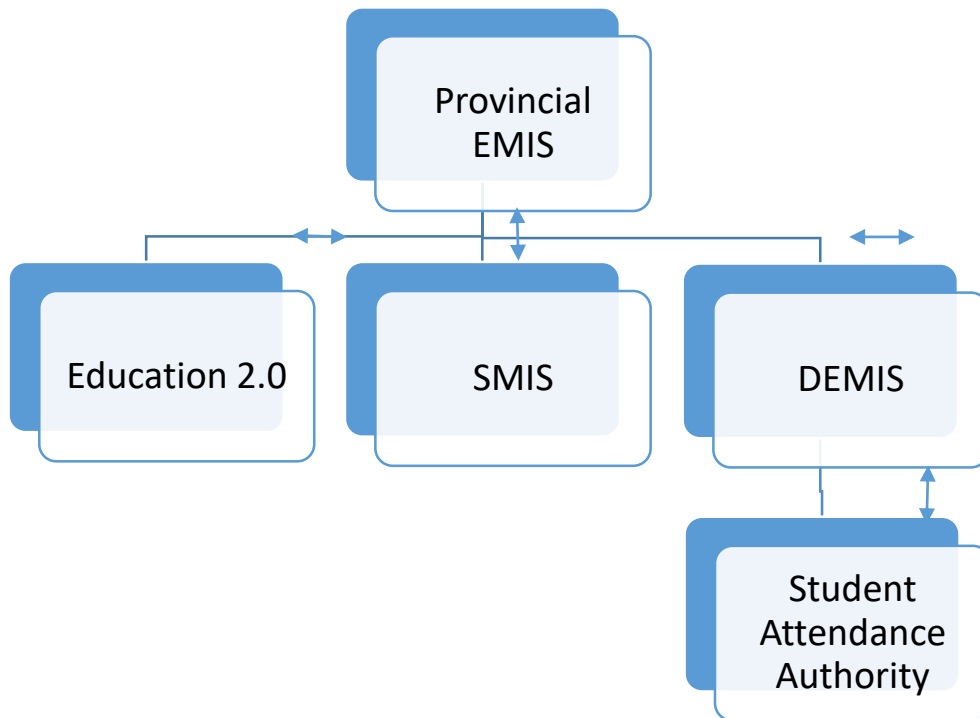 Provincial
EMIS
Education 2.0
SMIS
DEMIS
Student
Attendance
Authority